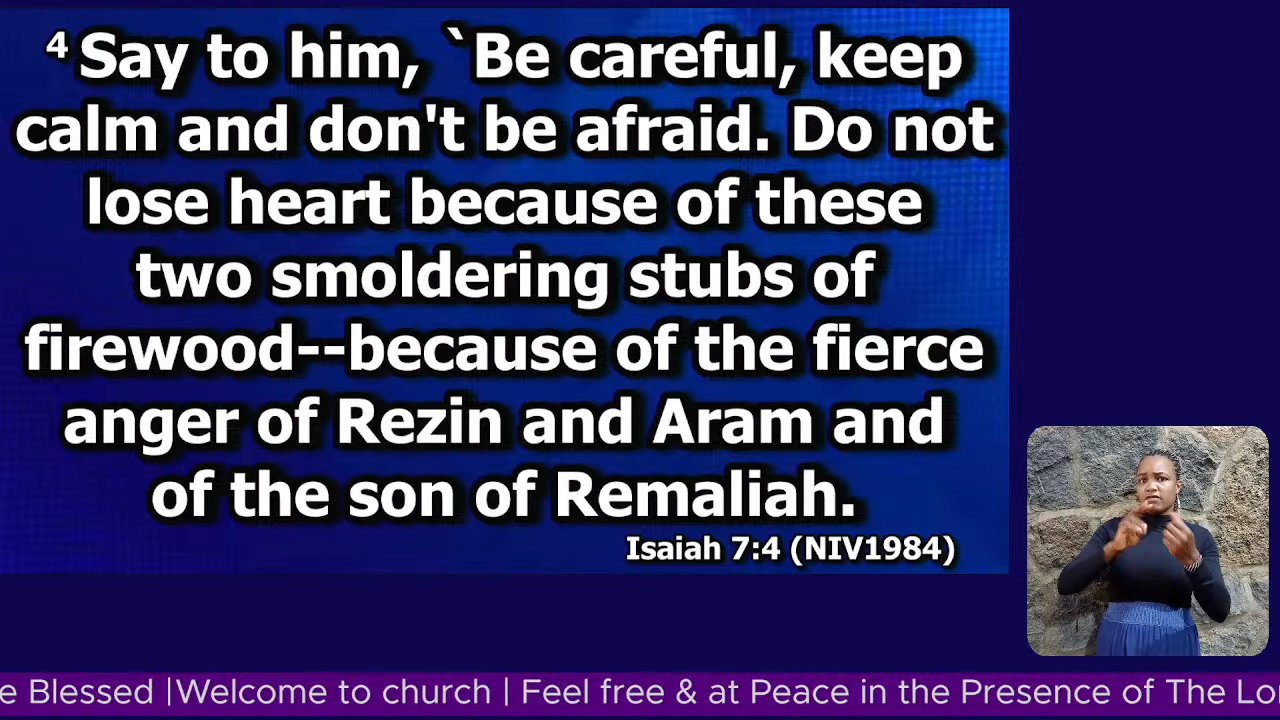 4 Say to him, `Be careful, keep
calm and don't be afraid. Do not
lose heart because of these
two smoldering stubs of
firewood--because of the fierce
anger of Rezin and Aram and
of the son of Remaliah.
Isaiah 7:4 (NIV1984)
e Blessed |Welcome to church | Feel free & at Peace in the Presence of The Lo